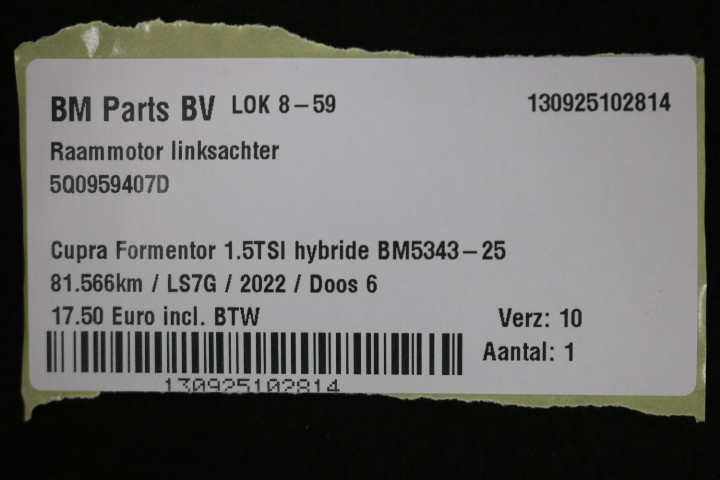 BM Parts BV LOK 8-59 130925102814
Raammotor linksachter
5Q0959407D
Cupra Formentor 1.5TSI hybride BM5343-25
81.566km / LS7G / 2022 / Doos 6
17.50 Euro incl. BTW Verz: 10
Aantal: 1
130925102814